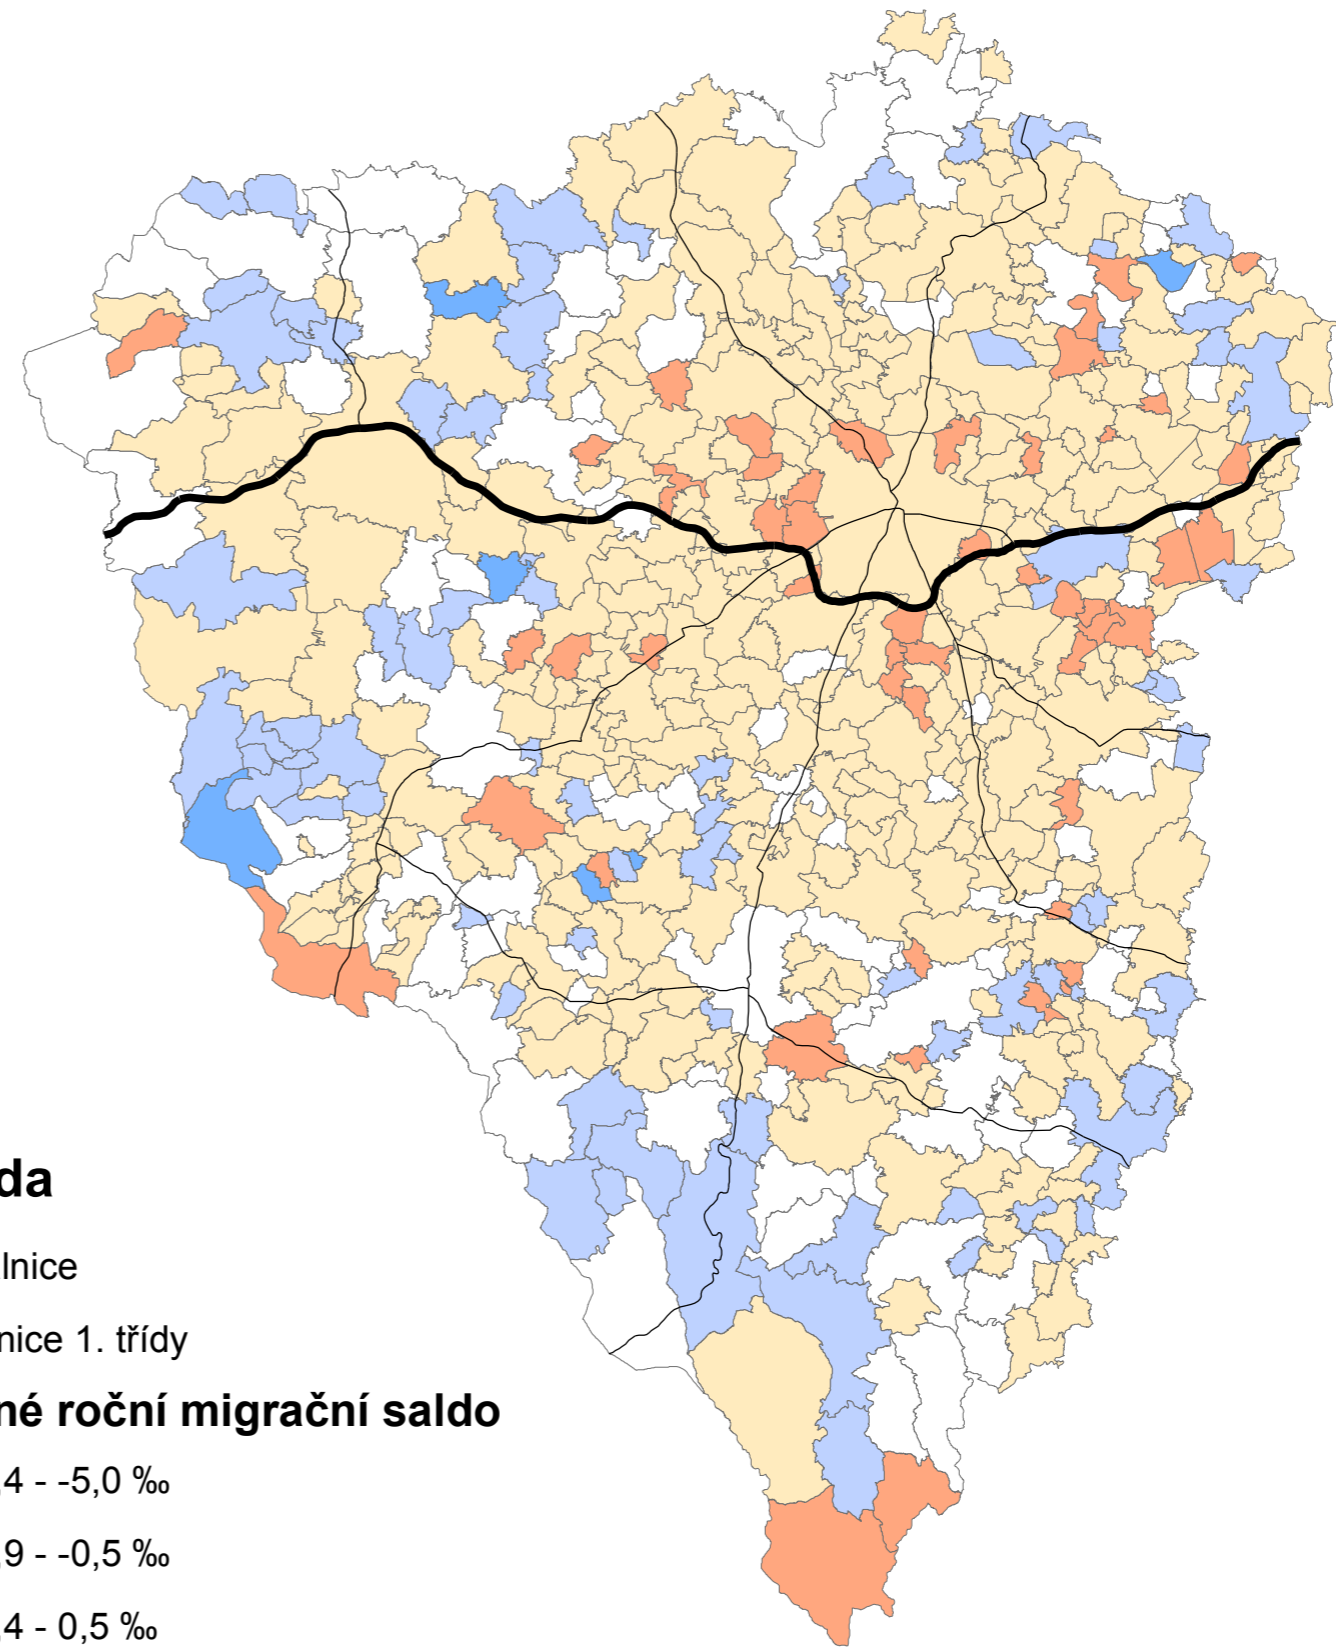 da
lnice
nice 1. třídy
né roční migrační saldo
,4 - -5,0 ‰
,9 - -0,5 ‰
,4 - 0,5 ‰